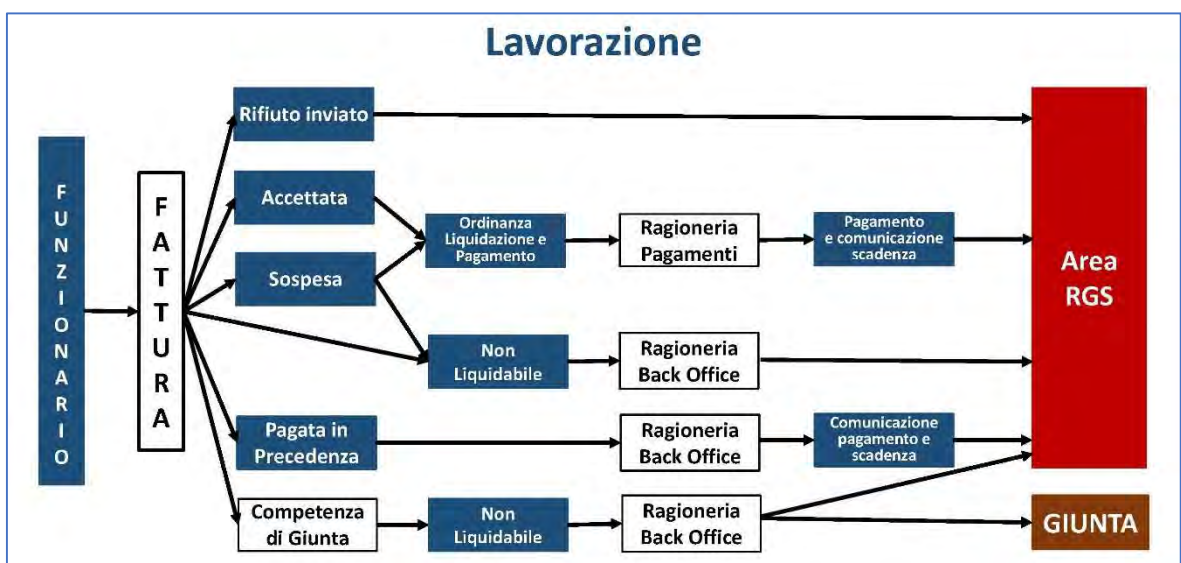 Lavorazione
FUNZIONARIO
FATTURA
Rifiuto inviato
Accettata
Sospesa
Ordinanza
Liquidazione e
Pagamento
Ragioneria
Pagamenti
Pagamento
e comunicazione
scadenza
Non
Liquidabile
Ragioneria
Back Office
Pagata in
Precedenza
Ragioneria
Back Office
Comunicazione
pagamento e
scadenza
Competenza
di Giunta
Non
Liquidabile
Ragioneria
Back Office
Area
RGS
GIUNTA